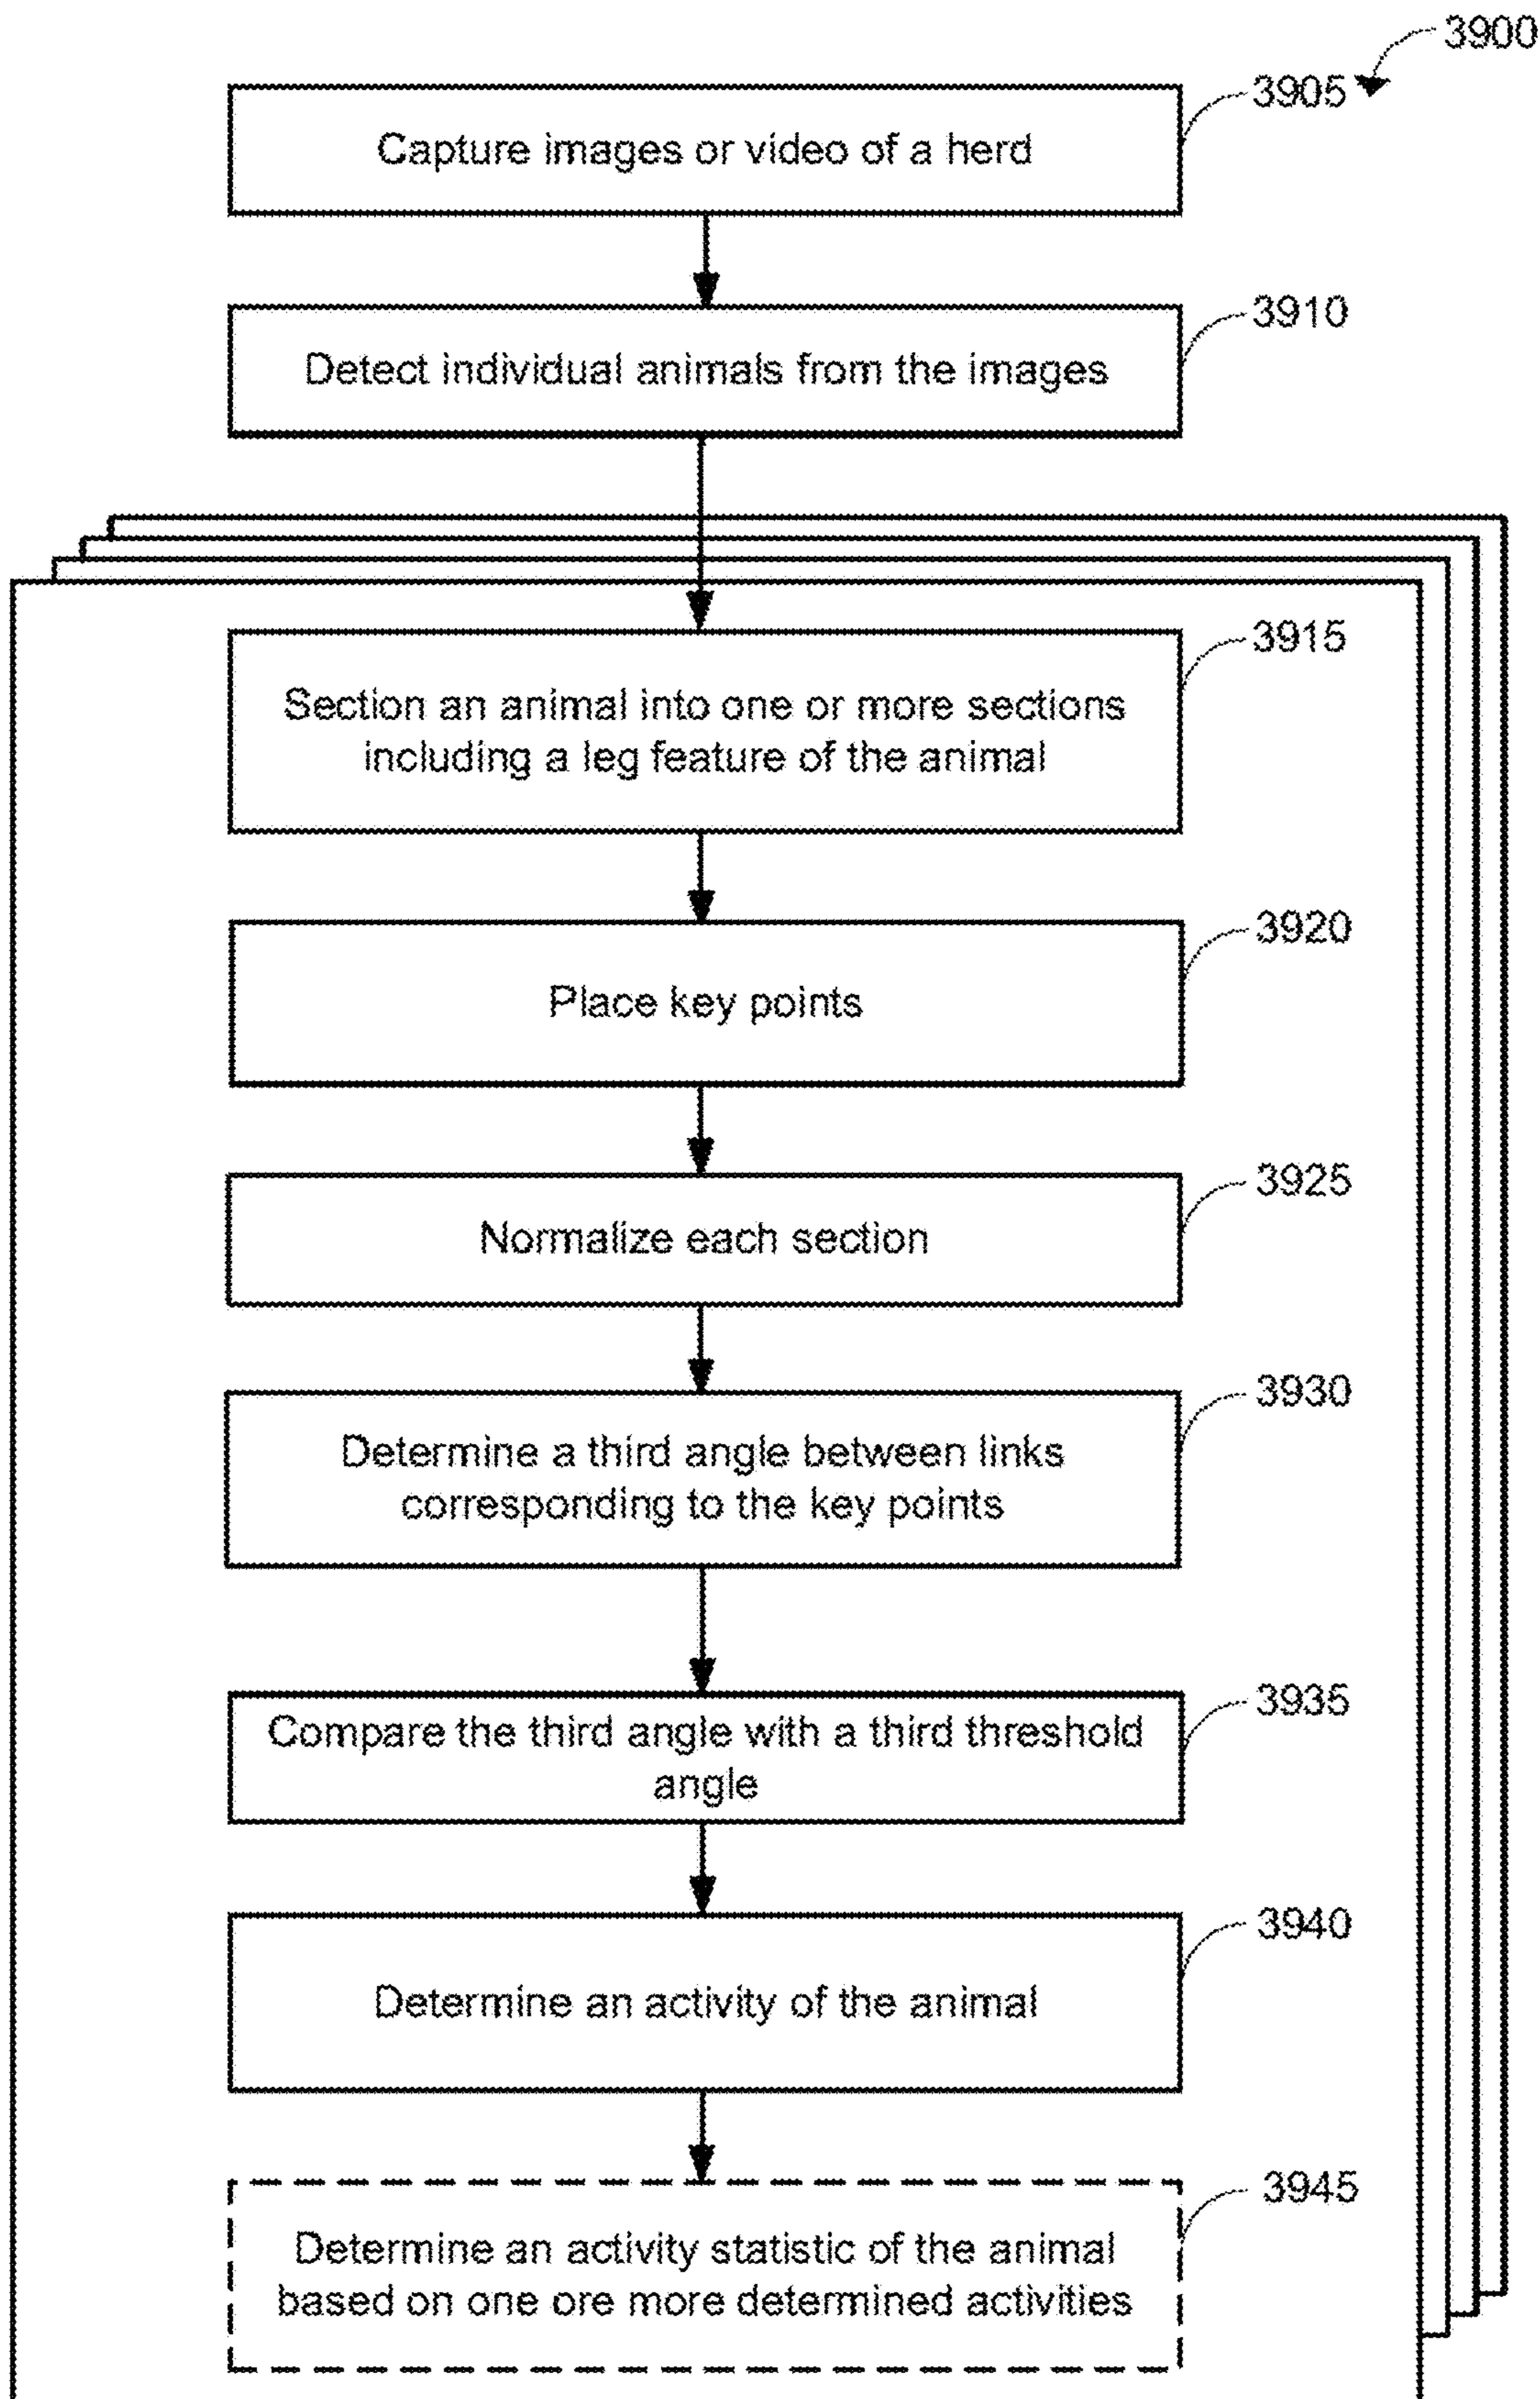 3900
3905
Capture images or video of a herd
3910
Detect individual animals from the images
3915
Section an animal into one or more sections
including a leg feature of the animal
3920
Place key points
3925
Normalize each section
3930
Determine a third angle between links
corresponding to the key points
3935
Compare the third angle with a third threshold
angle
3940
Determine an activity of the animal
3945
Determine an activity statistic of the animal
based on one ore more determined activities